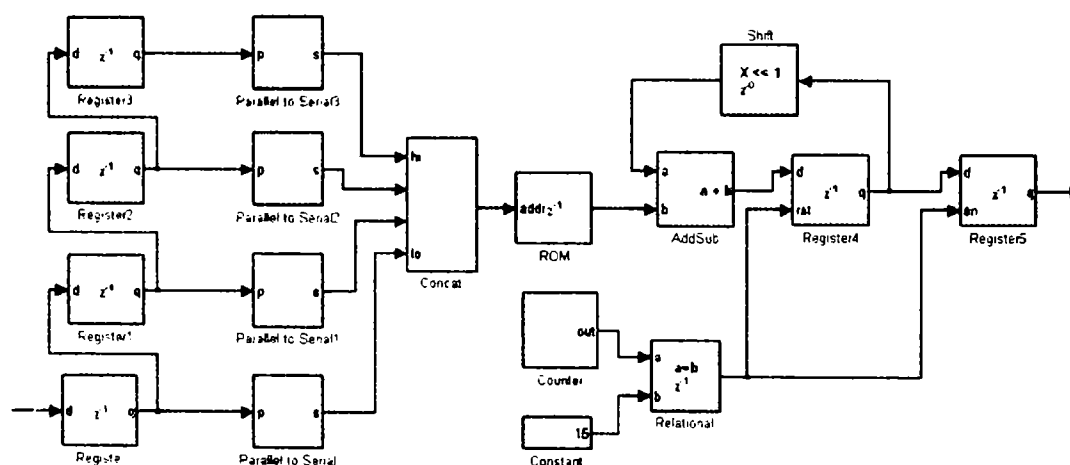 d z⁻¹ q
Register3
p s
Parallel to Serial3
d z⁻¹ q
Register2
p s
Parallel to Serial2
d z⁻¹ q
Register1
p s
Parallel to Serial1
d z⁻¹ q
Registe
p s
Parallel to Serial
hi
lo
Concat
addr z⁻¹
ROM
Shift
X << 1
z⁻⁰
a
b
a + b
AddSub
d
rst
z⁻¹
q
Register4
d
en
z⁻¹
q
Register5
out
Counter
15
Constant
a
b
a=b
z⁻¹
Relational